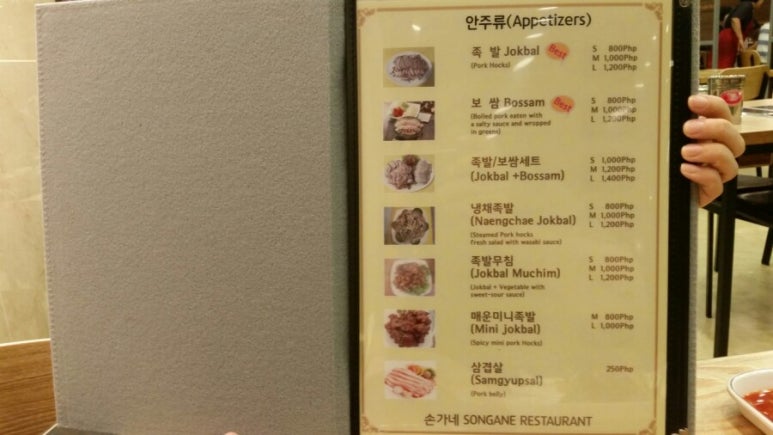 안주류(Appetizers)
족 발 Jokbal Best S 800Php
(Pork Hocks) M 1,000Php
L 1,200Php
보 쌈 Bossam Best S 800Php
(Boiled pork eaten with M 1,000Php
a salty sauce and wrapped L 1,200Php
in greens)
족발/보쌈세트 S 1,000Php
(Jokbal +Bossam) M 1,200Php
L 1,400Php
냉채족발 S 800Php
(Naengchae Jokbal) M 1,000Php
(Steamed Pork hocks L 1,200Php
fresh salad with wasabi sauce)
족발무침 S 800Php
(Jokbal Muchim) M 1,000Php
(Jokbal + Vegetable with L 1,200Php
sweet-sour sauce)
매운미니족발 M 800Php
(Mini jokbal) L 1,000Php
(Spicy mini pork Hocks)
삼겹살 250Php
(Samgyupsal)
(Pork belly)
손가네 SONGANE RESTAURANT